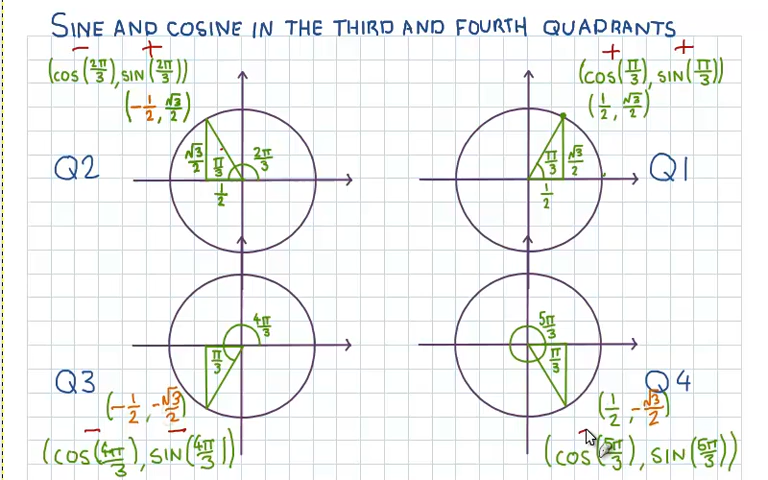 SINE AND COSINE IN THE THIRD AND FOURTH QUADRANTS
− +
(cos(2π/3), sin(2π/3))
(-1/2, √3/2)
Q2
√3/2
π/3
2π/3
1/2
+ +
(cos(π/3), sin(π/3))
(1/2, √3/2)
Q1
π/3
√3/2
1/2
Q3
4π/3
π/3
(-1/2, -√3/2)
− −
(cos(4π/3), sin(4π/3))
Q4
5π/3
π/3
(1/2, -√3/2)
(cos(5π/3), sin(5π/3))